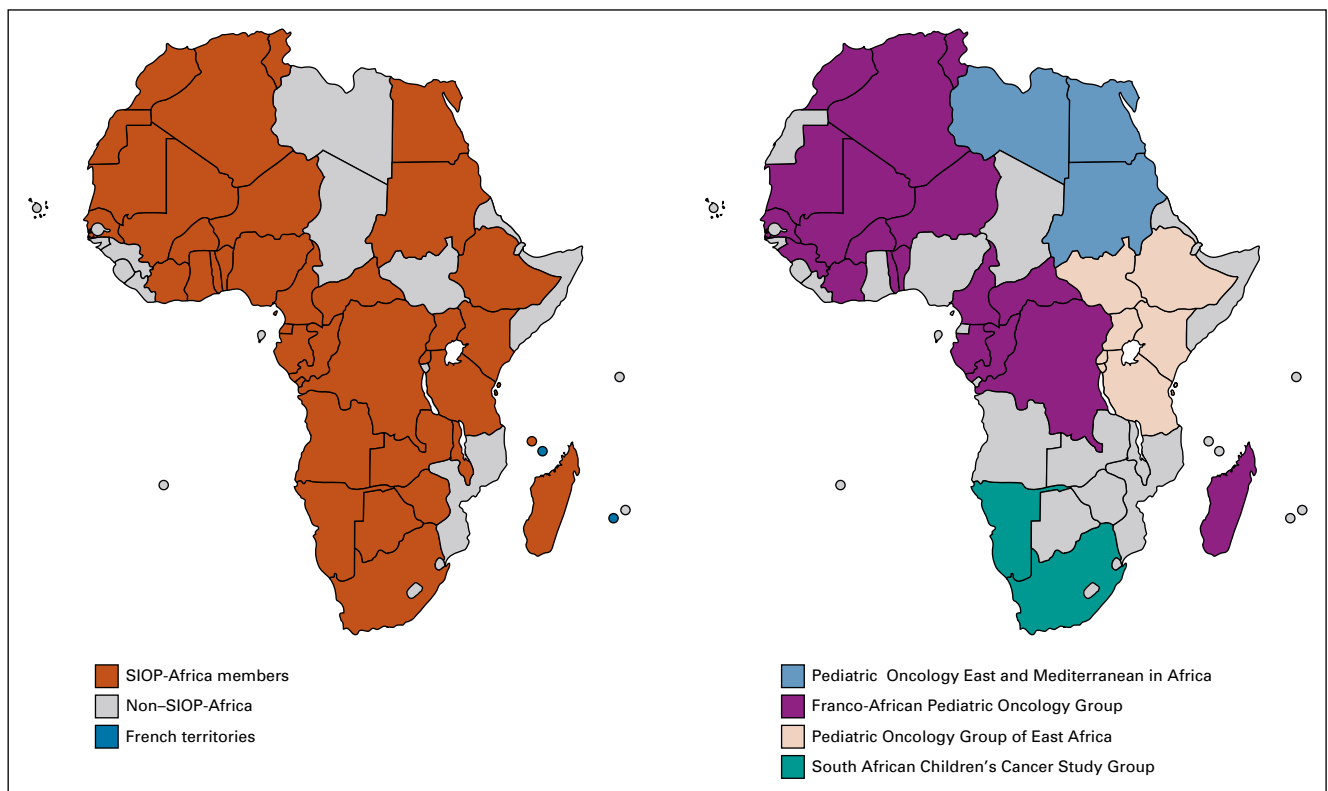 SIOP-Africa members
Non–SIOP-Africa
French territories
Pediatric Oncology East and Mediterranean in Africa
Franco-African Pediatric Oncology Group
Pediatric Oncology Group of East Africa
South African Children's Cancer Study Group